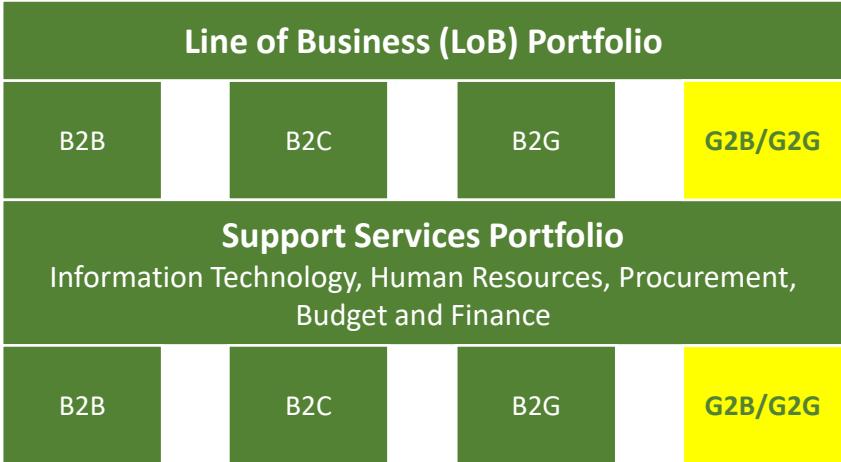 Line of Business (LoB) Portfolio
B2B
B2C
B2G
G2B/G2G
Support Services Portfolio
Information Technology, Human Resources, Procurement,
Budget and Finance
B2B
B2C
B2G
G2B/G2G